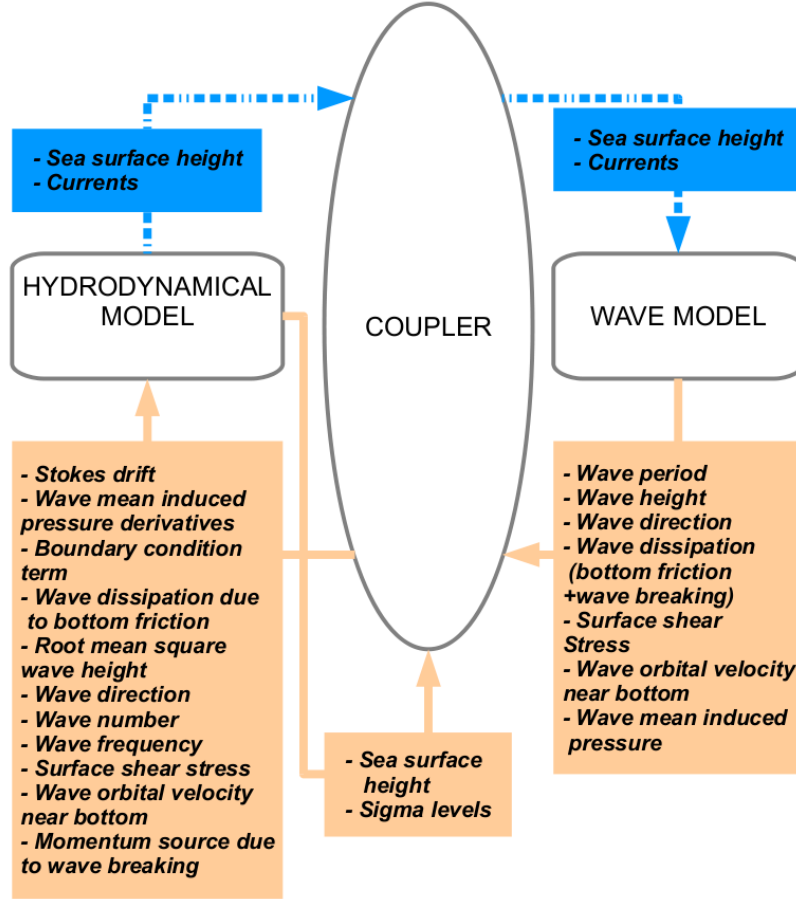 - Sea surface height
- Currents
- Sea surface height
- Currents
HYDRODYNAMICAL
MODEL
COUPLER
WAVE MODEL
- Stokes drift
- Wave mean induced
pressure derivatives
- Boundary condition
term
- Wave dissipation due
to bottom friction
- Root mean square
wave height
- Wave direction
- Wave number
- Wave frequency
- Surface shear stress
- Wave orbital velocity
near bottom
- Momentum source due
to wave breaking
- Sea surface
height
- Sigma levels
- Wave period
- Wave height
- Wave direction
- Wave dissipation
(bottom friction
+wave breaking)
- Surface shear
Stress
- Wave orbital velocity
near bottom
- Wave mean induced
pressure